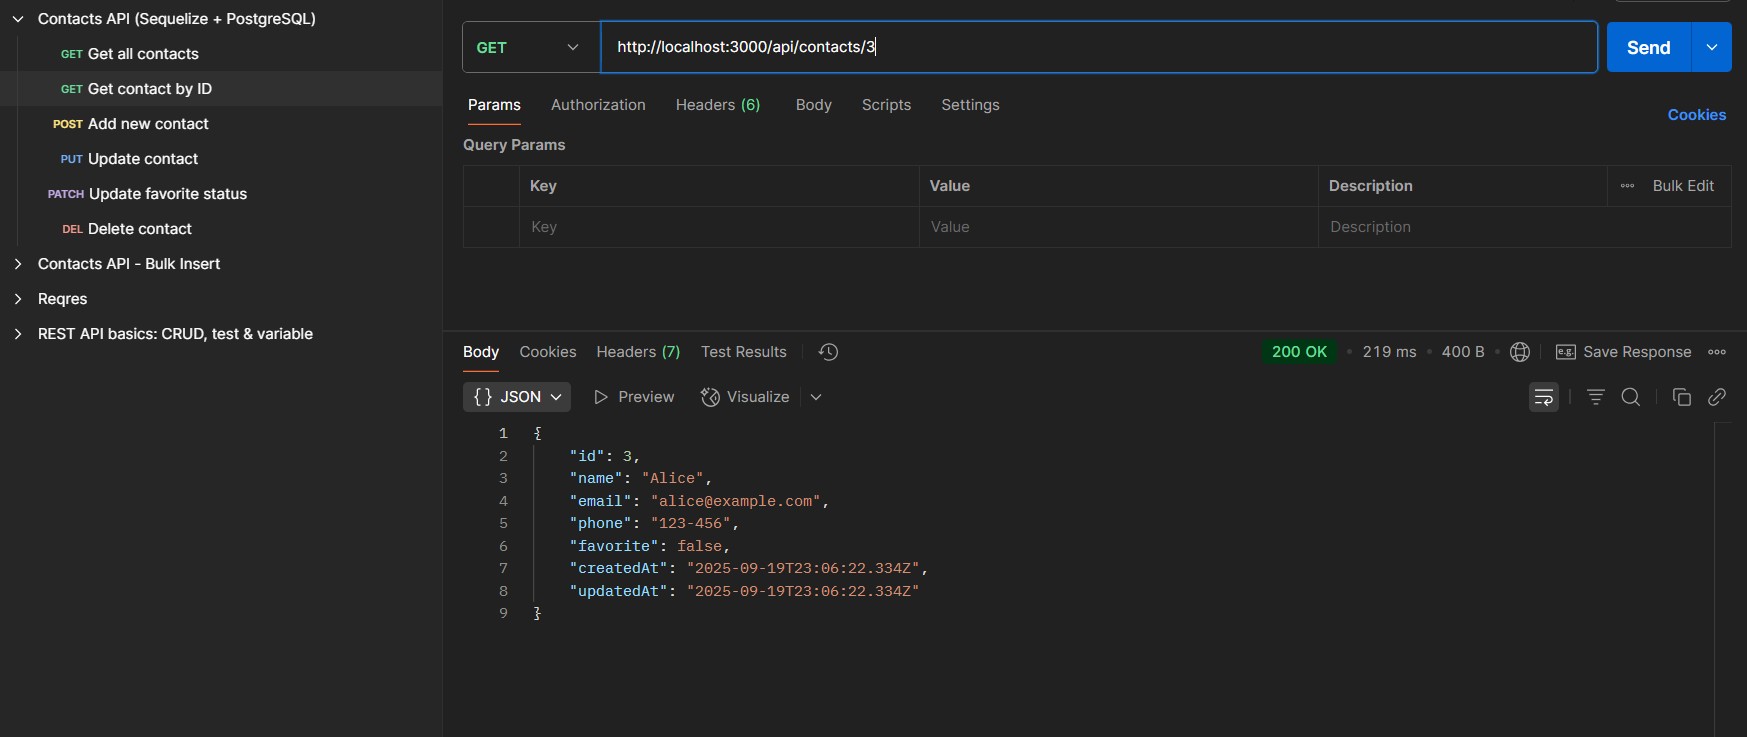 Contacts API (Sequelize + PostgreSQL)
GET Get all contacts
GET Get contact by ID
POST Add new contact
PUT Update contact
PATCH Update favorite status
DEL Delete contact
Contacts API - Bulk Insert
Reqres
REST API basics: CRUD, test & variable
GET http://localhost:3000/api/contacts/3 Send
Params Authorization Headers (6) Body Scripts Settings Cookies
Query Params
Key Value Description Bulk Edit
Key Value Description
Body Cookies Headers (7) Test Results 200 OK 219 ms 400 B e.g. Save Response
{ } JSON Preview Visualize
1 {
2 "id": 3,
3 "name": "Alice",
4 "email": "alice@example.com",
5 "phone": "123-456",
6 "favorite": false,
7 "createdAt": "2025-09-19T23:06:22.334Z",
8 "updatedAt": "2025-09-19T23:06:22.334Z"
9 }